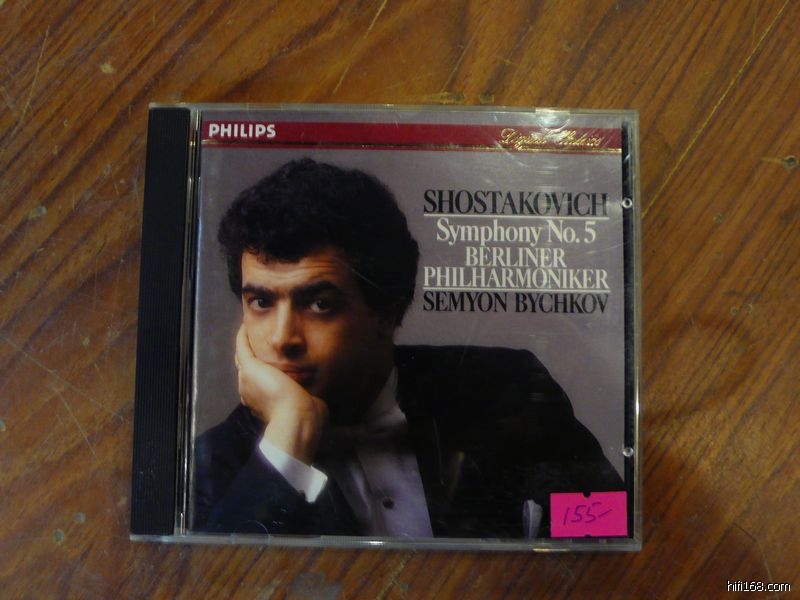 PHILIPS
Digital Classics
SHOSTAKOVICH
Symphony No. 5
BERLINER
PHILHARMONIKER
SEMYON BYCHKOV
155-
hifi168.com